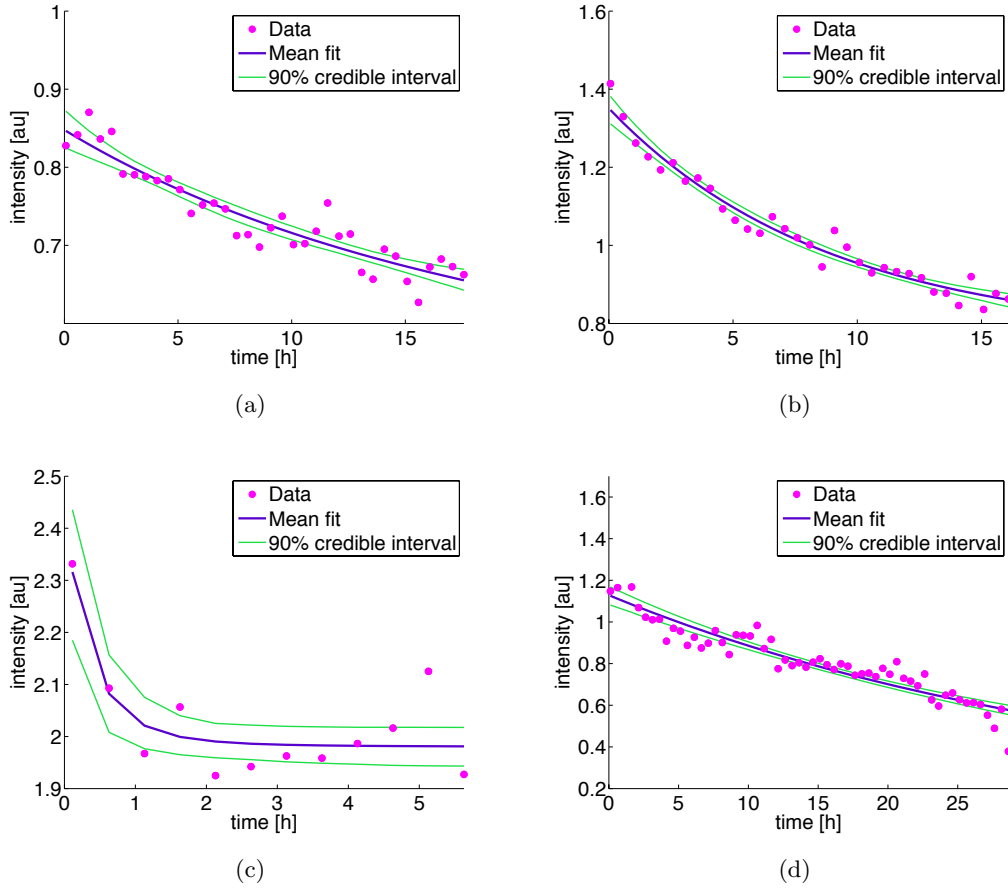 1
0.9
0.8
0.7
intensity [au]
0 5 10 15
time [h]
Data
Mean fit
90% credible interval
(a)
1.6
1.4
1.2
1
0.8
intensity [au]
0 5 10 15
time [h]
Data
Mean fit
90% credible interval
(b)
2.5
2.4
2.3
2.2
2.1
2
1.9
intensity [au]
0 1 2 3 4 5
time [h]
Data
Mean fit
90% credible interval
(c)
1.6
1.4
1.2
1
0.8
0.6
0.4
0.2
intensity [au]
0 5 10 15 20 25
time [h]
Data
Mean fit
90% credible interval
(d)